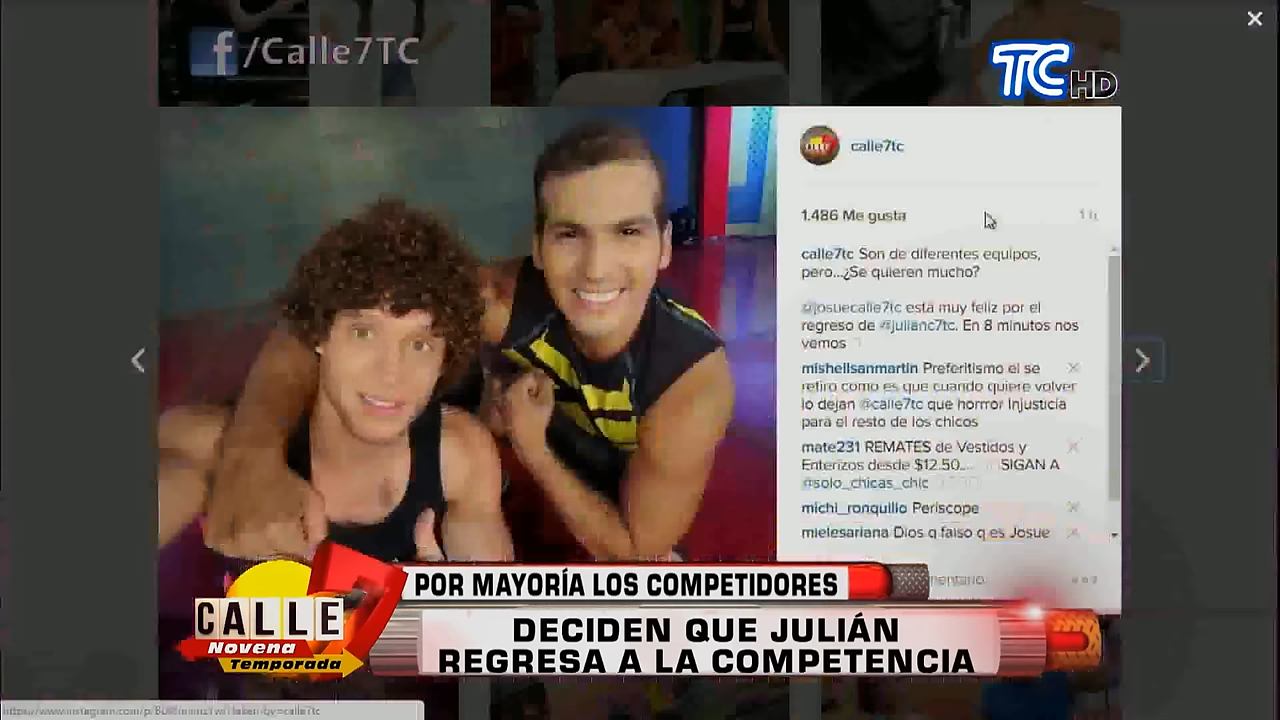 f/Calle7TC
TC HD
calle7tc
1.486 Me gusta
calle7tc Son de diferentes equipos,
pero...¿Se quieren mucho?
@josuecalle7tc está muy feliz por el
regreso de @julianc7tc. En 8 minutos nos
vemos
mishellsanmartin Preferitismo el se
retiro como es que cuando quiere volver
lo dejan @calle7tc que horrror Injusticia
para el resto de los chicos
mate231 REMATES de Vestidos y
Enterizos desde $12.50... SIGAN A
@solo_chicas_chic
michi_ronquillo Periscope
mielesariana Dios q falso q es Josue
CALLE 7
Novena
Temporada
POR MAYORÍA LOS COMPETIDORES
DECIDEN QUE JULIÁN
REGRESA A LA COMPETENCIA